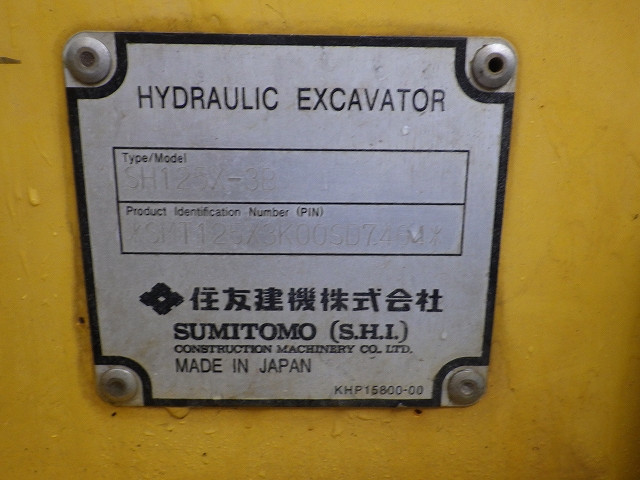 HYDRAULIC EXCAVATOR
Type/Model
SH125X-3B
Product Identification Number (PIN)
住友建機株式会社
SUMITOMO (S.H.I.)
CONSTRUCTION MACHINERY CO., LTD.
MADE IN JAPAN
KHP15800-00